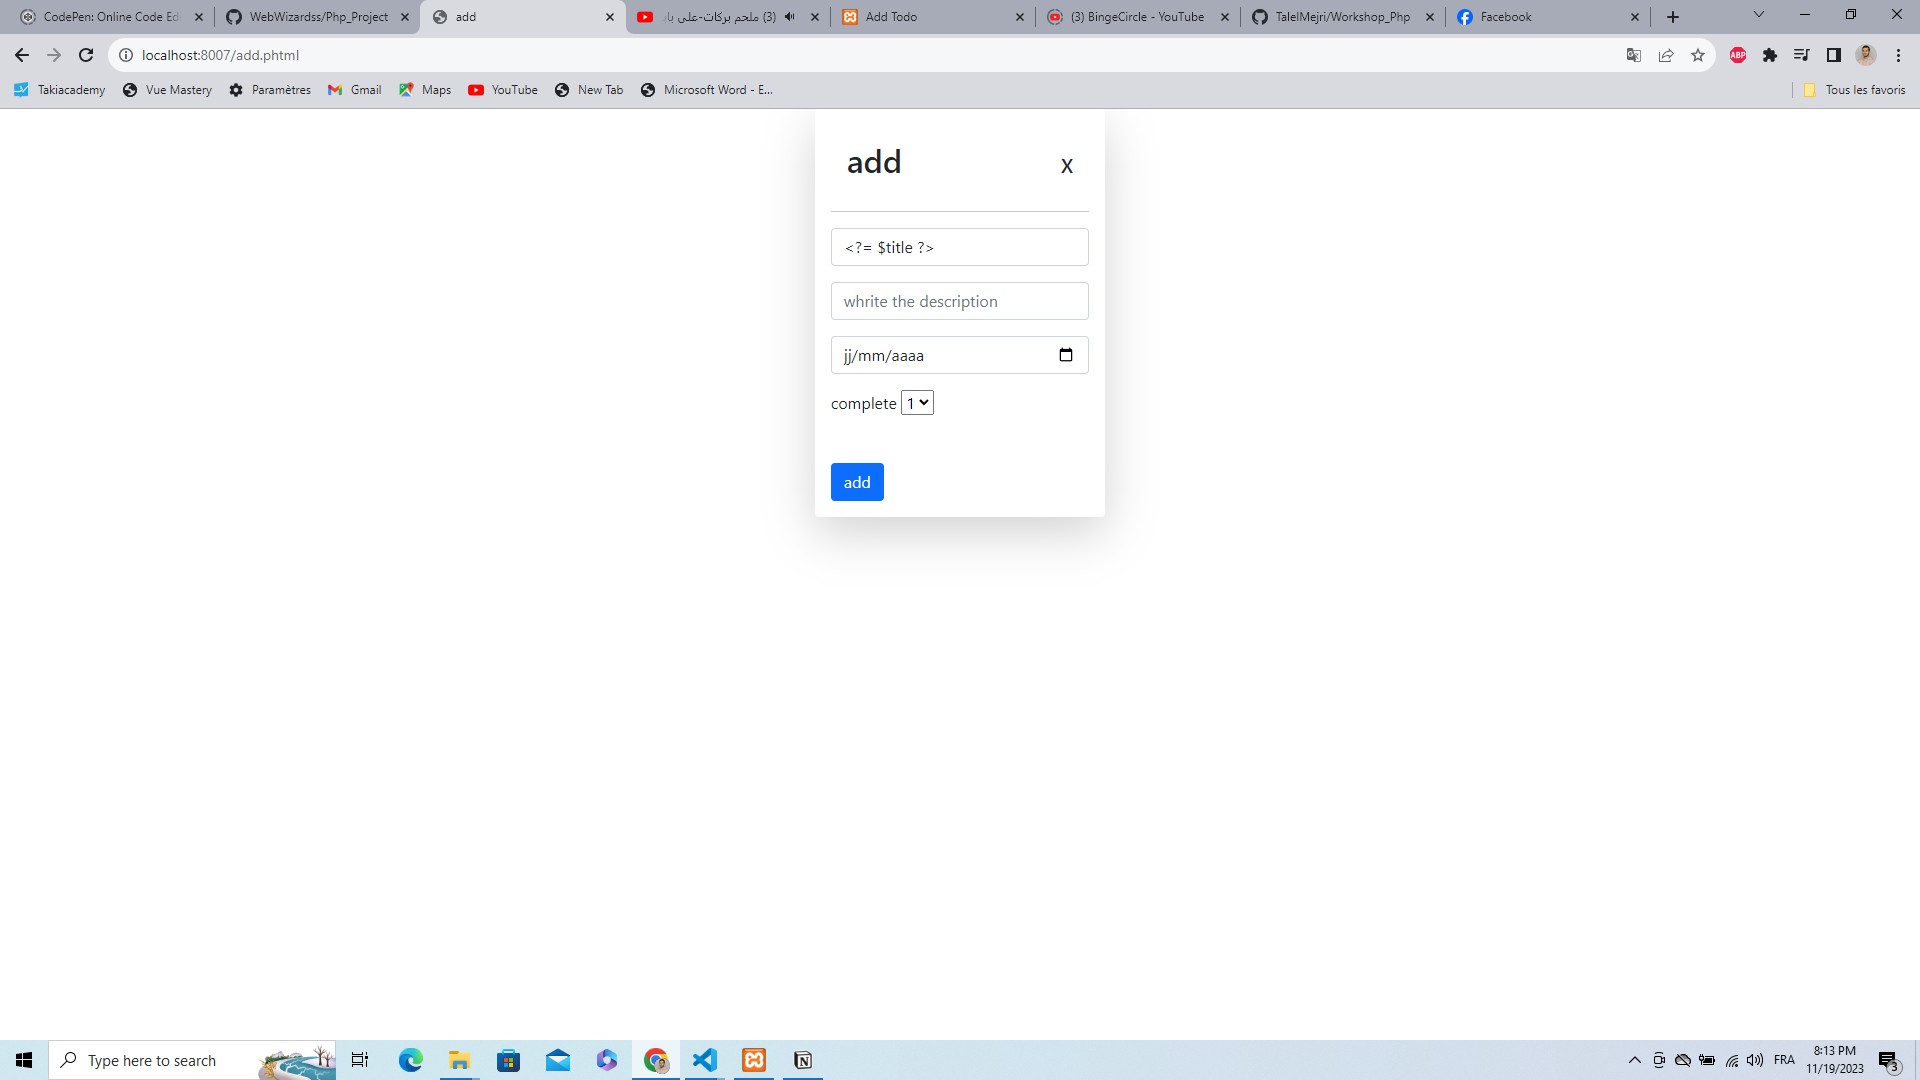 CodePen: Online Code Ed
WebWizardss/Php_Project
add
(3) ملحم بركات-على با
Add Todo
(3) BingeCircle - YouTube
TalelMejri/Workshop_Php
Facebook
localhost:8007/add.phtml
ABP
Takiacademy
Vue Mastery
Paramètres
Gmail
Maps
YouTube
New Tab
Microsoft Word - E...
Tous les favoris
add
x
<?= $title ?>
whrite the description
jj/mm/aaaa
complete 1
add
Type here to search
FRA
8:13 PM
11/19/2023
3